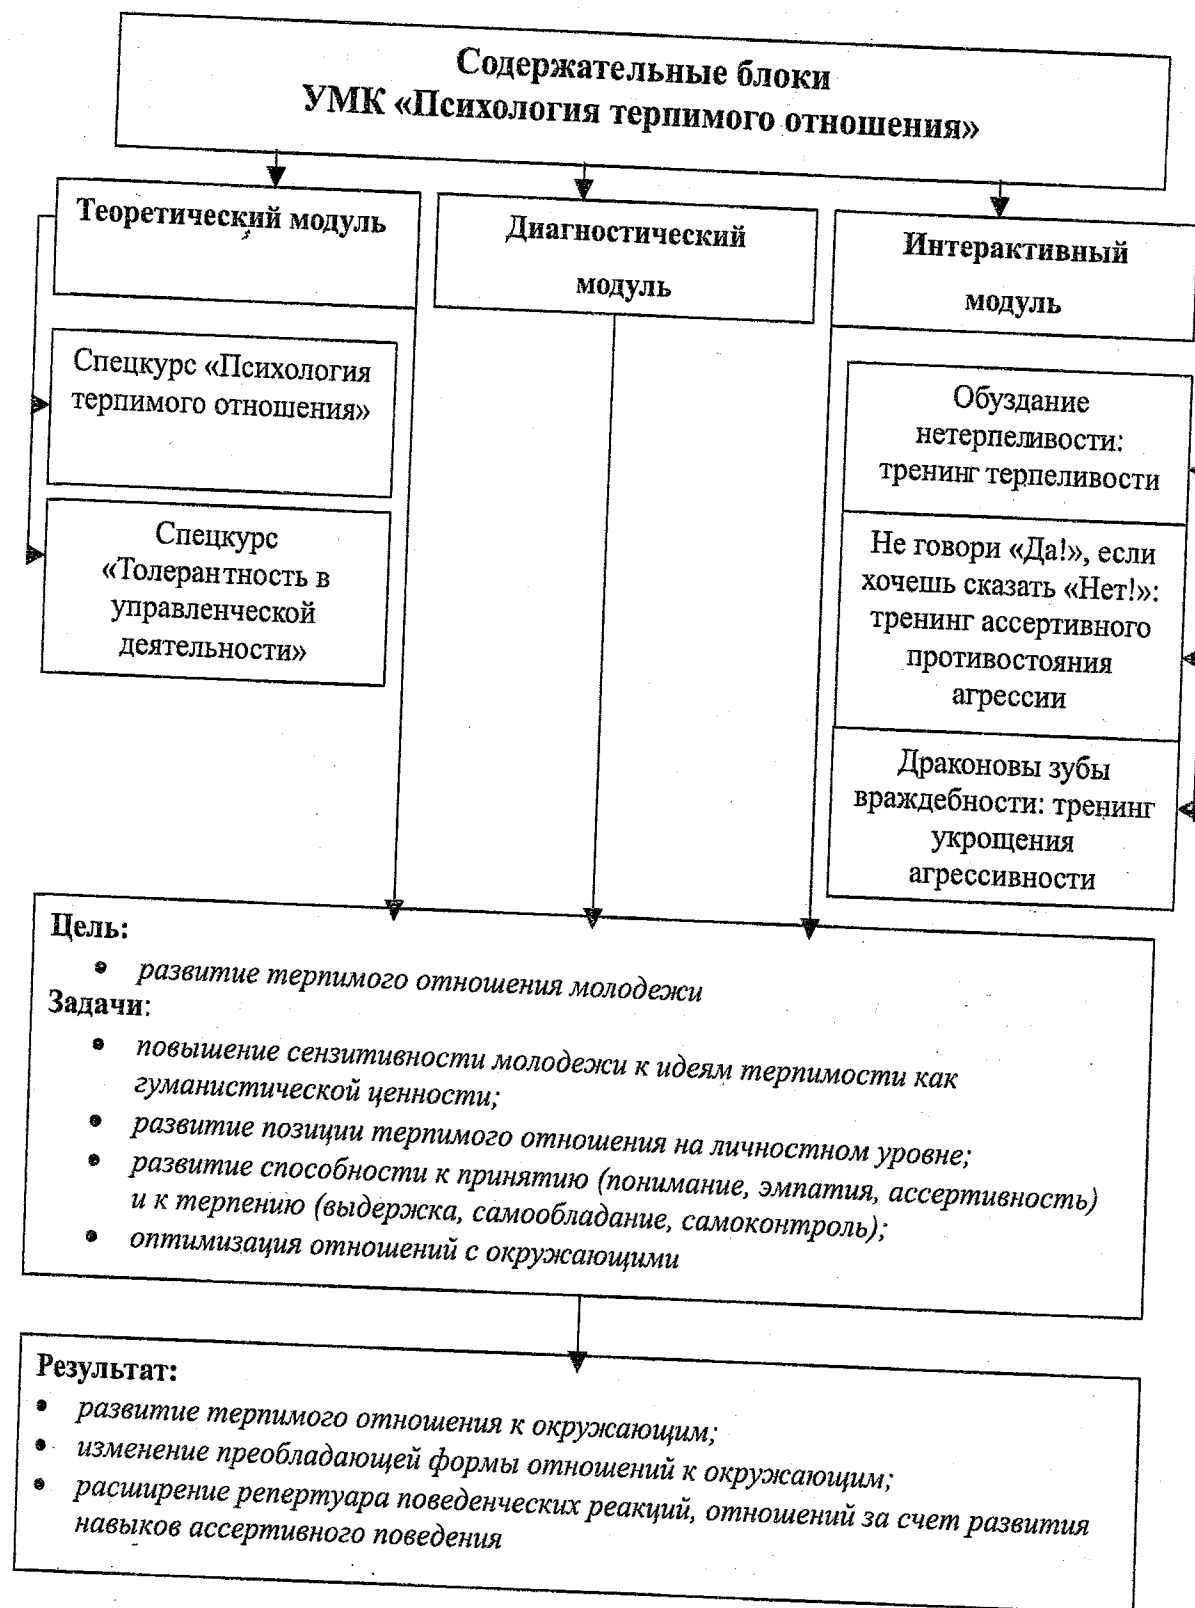 Содержательные блоки
УМК «Психология терпимого отношения»
Теоретический модуль
Диагностический
модуль
Интерактивный
модуль
Спецкурс «Психология
терпимого отношения»
Спецкурс
«Толерантность в
управленческой
деятельности»
Обуздание
нетерпеливости:
тренинг терпеливости
Не говори «Да!», если
хочешь сказать «Нет!»:
тренинг ассертивного
противостояния
агрессии
Драконовы зубы
враждебности: тренинг
укрощения
агрессивности
Цель:
• развитие терпимого отношения молодежи
Задачи:
• повышение сензитивности молодежи к идеям терпимости как
гуманистической ценности;
• развитие позиции терпимого отношения на личностном уровне;
• развитие способности к принятию (понимание, эмпатия, ассертивность)
и к терпению (выдержка, самообладание, самоконтроль);
• оптимизация отношений с окружающими
Результат:
• развитие терпимого отношения к окружающим;
• изменение преобладающей формы отношений к окружающим;
• расширение репертуара поведенческих реакций, отношений за счет развития
навыков ассертивного поведения